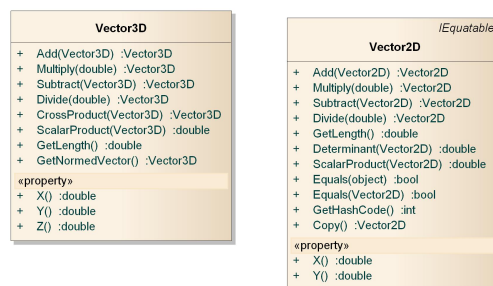 Vector3D
+ Add(Vector3D) :Vector3D
+ Multiply(double) :Vector3D
+ Subtract(Vector3D) :Vector3D
+ Divide(double) :Vector3D
+ CrossProduct(Vector3D) :Vector3D
+ ScalarProduct(Vector3D) :double
+ GetLength() :double
+ GetNormedVector() :Vector3D
«property»
+ X() :double
+ Y() :double
+ Z() :double
IEquatable
Vector2D
+ Add(Vector2D) :Vector2D
+ Multiply(double) :Vector2D
+ Subtract(Vector2D) :Vector2D
+ Divide(double) :Vector2D
+ GetLength() :double
+ Determinant(Vector2D) :double
+ ScalarProduct(Vector2D) :double
+ Equals(object) :bool
+ Equals(Vector2D) :bool
+ GetHashCode() :int
+ Copy() :Vector2D
«property»
+ X() :double
+ Y() :double